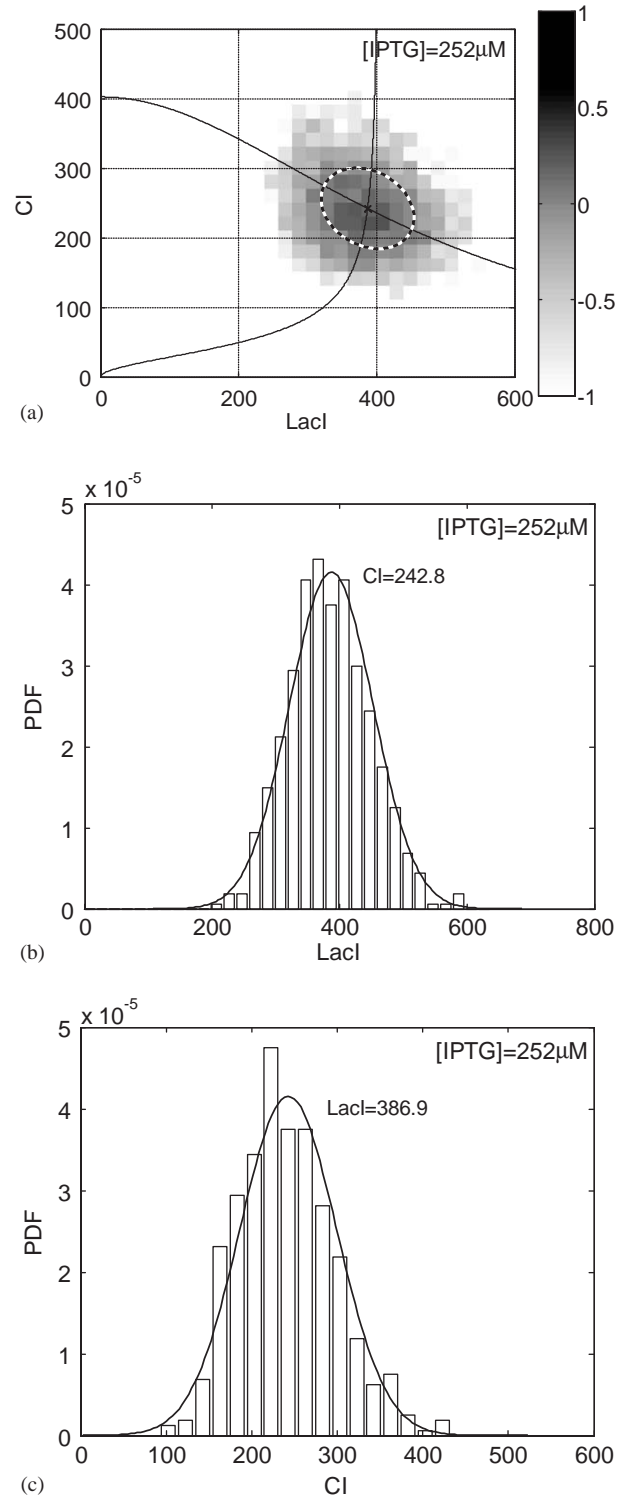 500
400
300
200
100
0
CI
[IPTG]=252μM
0
200
400
600
LacI
1
0.5
0
-0.5
-1
(a)
5
x 10^-5
4
3
2
1
0
PDF
[IPTG]=252μM
CI=242.8
0
200
400
600
800
LacI
(b)
5
x 10^-5
4
3
2
1
0
PDF
[IPTG]=252μM
LacI=386.9
0
100
200
300
400
500
600
CI
(c)